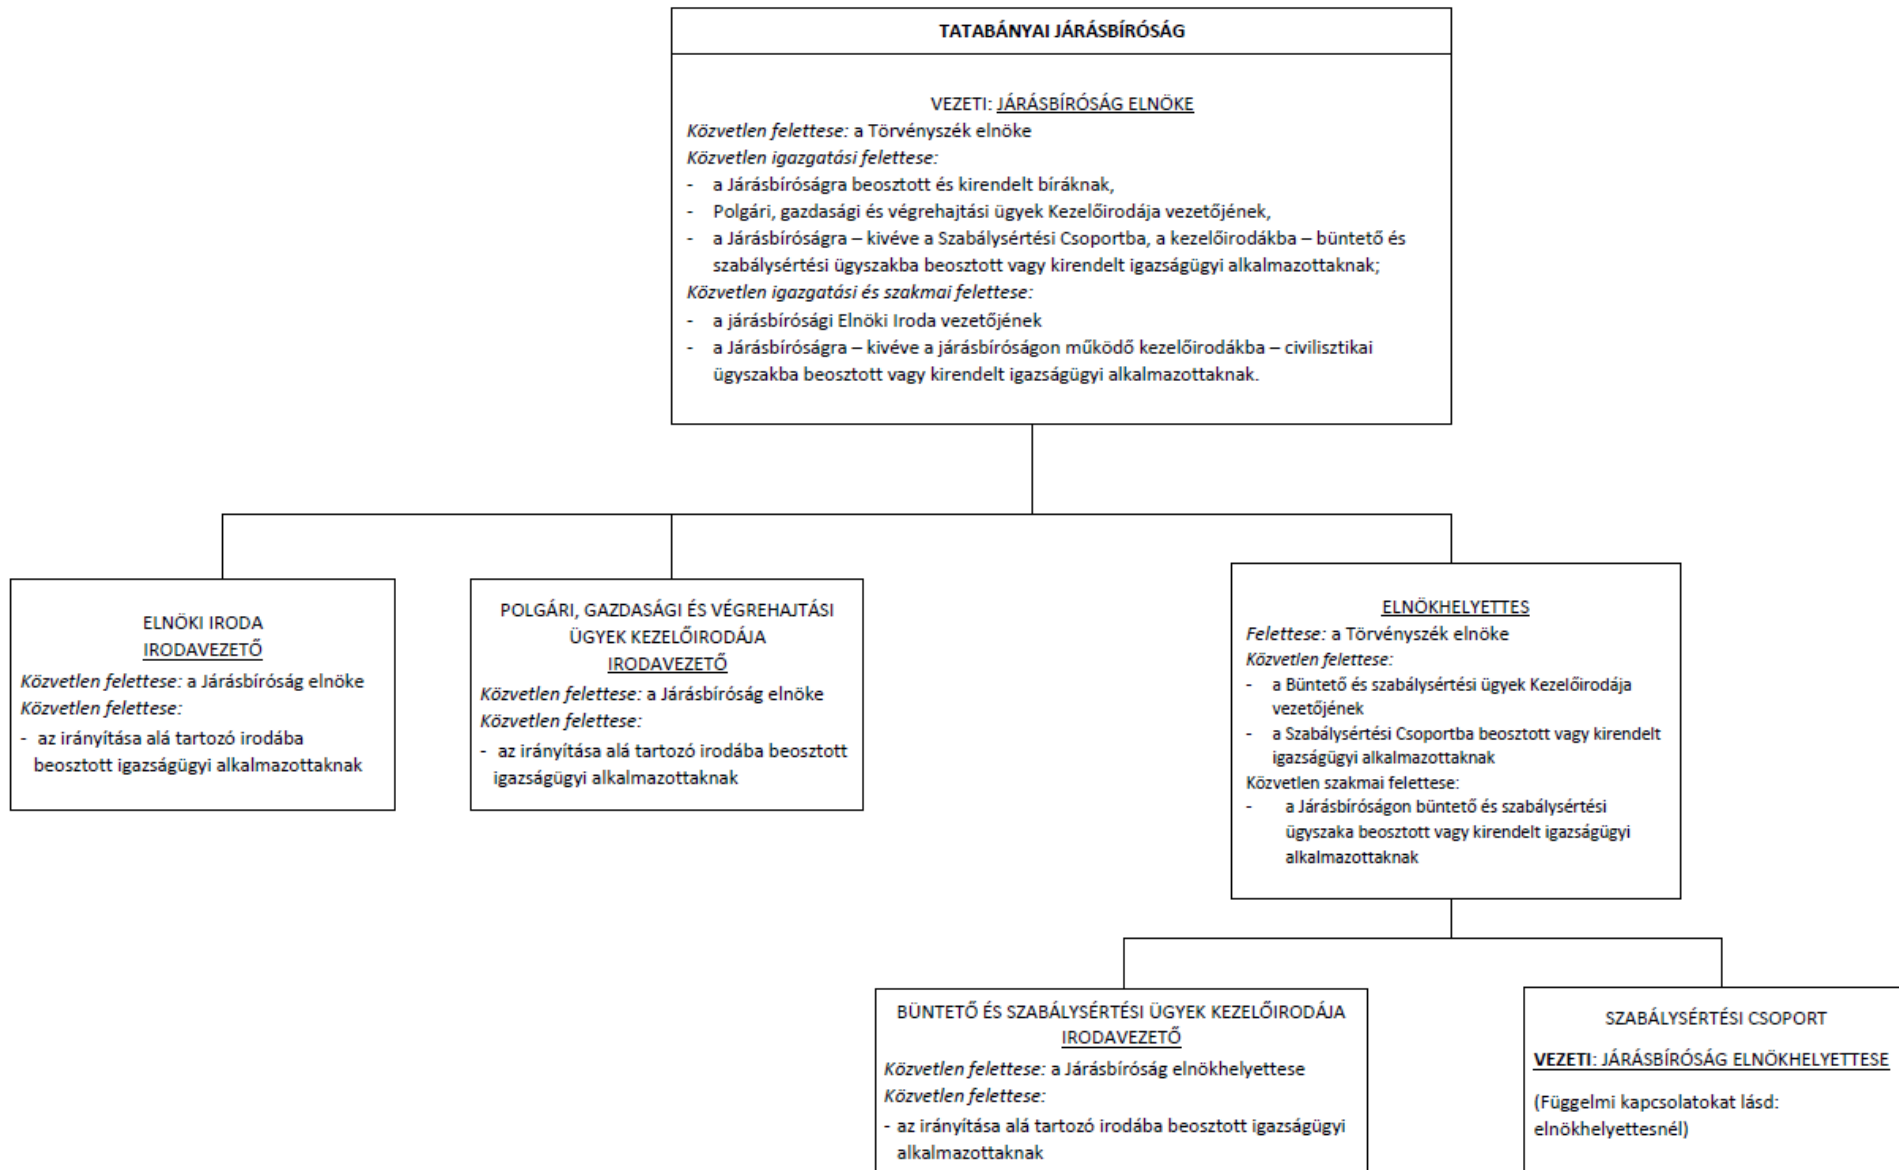 TATABÁNYAI JÁRÁSBÍRÓSÁG
VEZETI: JÁRÁSBÍRÓSÁG ELNÖKE
Közvetlen felettese: a Törvényszék elnöke
Közvetlen igazgatási felettese:
- a Járásbíróságra beosztott és kirendelt bíráknak,
- Polgári, gazdasági és végrehajtási ügyek Kezelőirodája vezetőjének,
- a Járásbíróságra – kivéve a Szabálysértési Csoportba, a kezelőirodákba – büntető és
szabálysértési ügyszakba beosztott vagy kirendelt igazságügyi alkalmazottaknak;
Közvetlen igazgatási és szakmai felettese:
- a járásbírósági Elnöki Iroda vezetőjének
- a Járásbíróságra – kivéve a járásbíróságon működő kezelőirodákba – civilisztikai
ügyszakba beosztott vagy kirendelt igazságügyi alkalmazottaknak.
ELNÖKI IRODA
IRODAVEZETŐ
Közvetlen felettese: a Járásbíróság elnöke
Közvetlen felettese:
- az irányítása alá tartozó irodába
beosztott igazságügyi alkalmazottaknak
POLGÁRI, GAZDASÁGI ÉS VÉGREHAJTÁSI
ÜGYEK KEZELŐIRODÁJA
IRODAVEZETŐ
Közvetlen felettese: a Járásbíróság elnöke
Közvetlen felettese:
- az irányítása alá tartozó irodába beosztott
igazságügyi alkalmazottaknak
ELNÖKHELYETTES
Felettese: a Törvényszék elnöke
Közvetlen felettese:
- a Büntető és szabálysértési ügyek Kezelőirodája
vezetőjének
- a Szabálysértési Csoportba beosztott vagy kirendelt
igazságügyi alkalmazottaknak
Közvetlen szakmai felettese:
- a Járásbíróságon büntető és szabálysértési
ügyszaka beosztott vagy kirendelt igazságügyi
alkalmazottaknak
BÜNTETŐ ÉS SZABÁLYSÉRTÉSI ÜGYEK KEZELŐIRODÁJA
IRODAVEZETŐ
Közvetlen felettese: a Járásbíróság elnökhelyettese
Közvetlen felettese:
- az irányítása alá tartozó irodába beosztott igazságügyi
alkalmazottaknak
SZABÁLYSÉRTÉSI CSOPORT
VEZETI: JÁRÁSBÍRÓSÁG ELNÖKHELYETTESE
(Függelmi kapcsolatokat lásd:
elnökhelyettesnél)